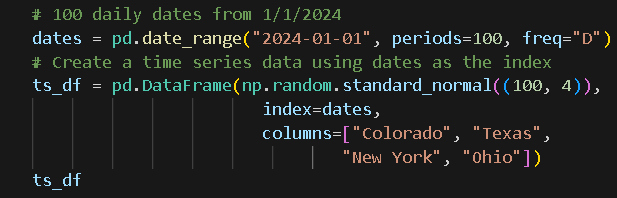 # 100 daily dates from 1/1/2024
dates = pd.date_range("2024-01-01", periods=100, freq="D")
# Create a time series data using dates as the index
ts_df = pd.DataFrame(np.random.standard_normal((100, 4)),
index=dates,
columns=["Colorado", "Texas",
"New York", "Ohio"])
ts_df